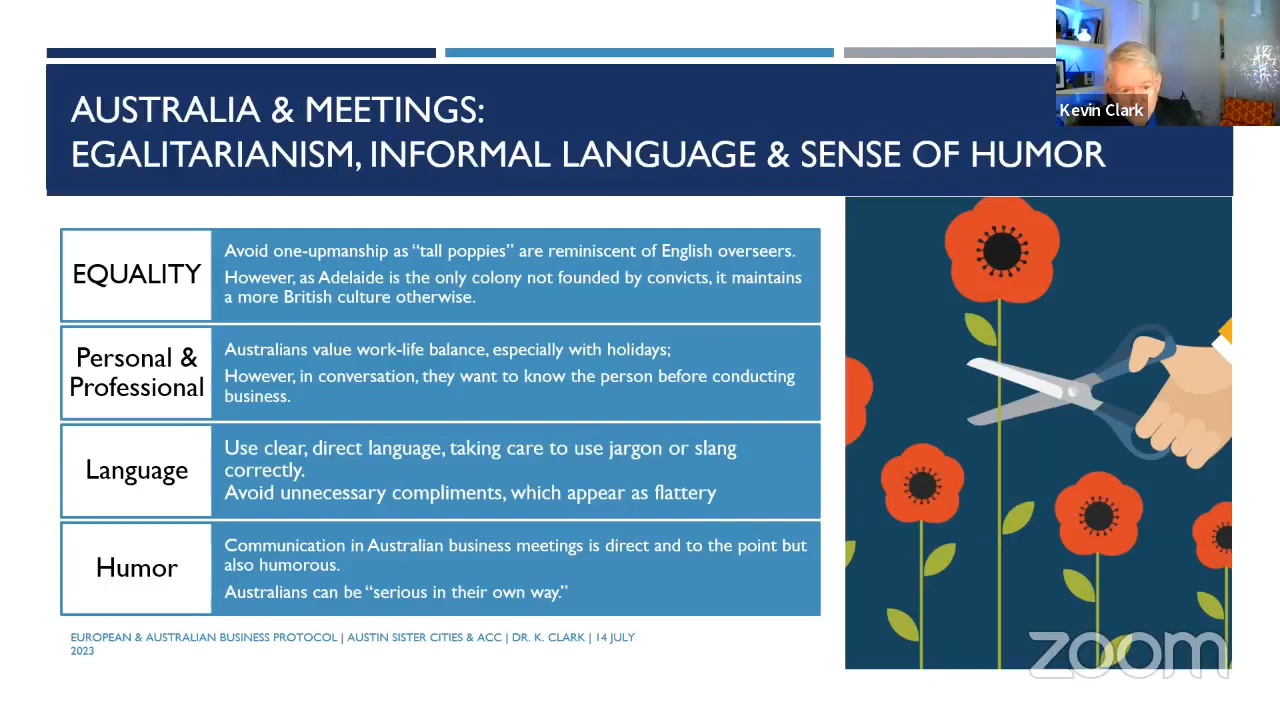 Kevin Clark
AUSTRALIA & MEETINGS:
EGALITARIANISM, INFORMAL LANGUAGE & SENSE OF HUMOR
EQUALITY
Avoid one-upmanship as “tall poppies” are reminiscent of English overseers.
However, as Adelaide is the only colony not founded by convicts, it maintains
a more British culture otherwise.
Personal &
Professional
Australians value work-life balance, especially with holidays;
However, in conversation, they want to know the person before conducting
business.
Language
Use clear, direct language, taking care to use jargon or slang
correctly.
Avoid unnecessary compliments, which appear as flattery
Humor
Communication in Australian business meetings is direct and to the point but
also humorous.
Australians can be “serious in their own way.”
EUROPEAN & AUSTRALIAN BUSINESS PROTOCOL | AUSTIN SISTER CITIES & ACC | DR. K. CLARK | 14 JULY
2023
zoom